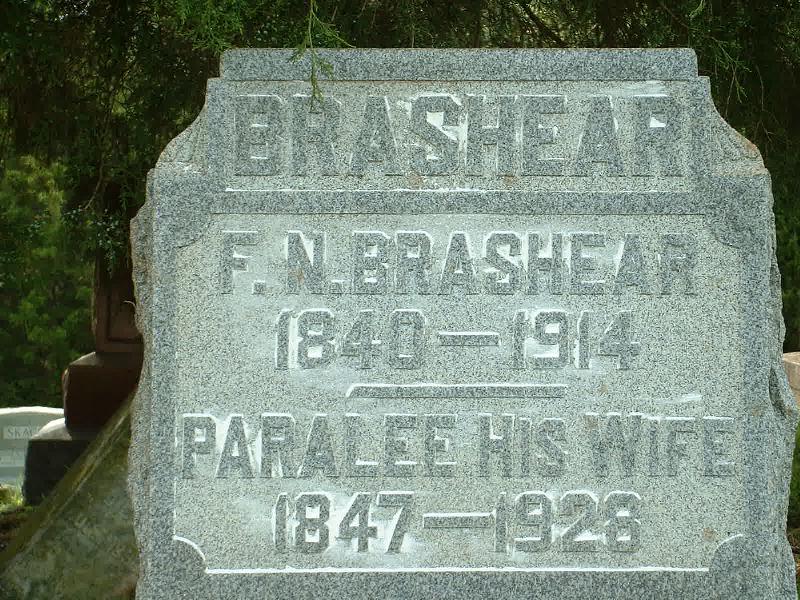 BRASHEAR
F. N. BRASHEAR
1840 — 1914
PARALEE HIS WIFE
1847 — 1928